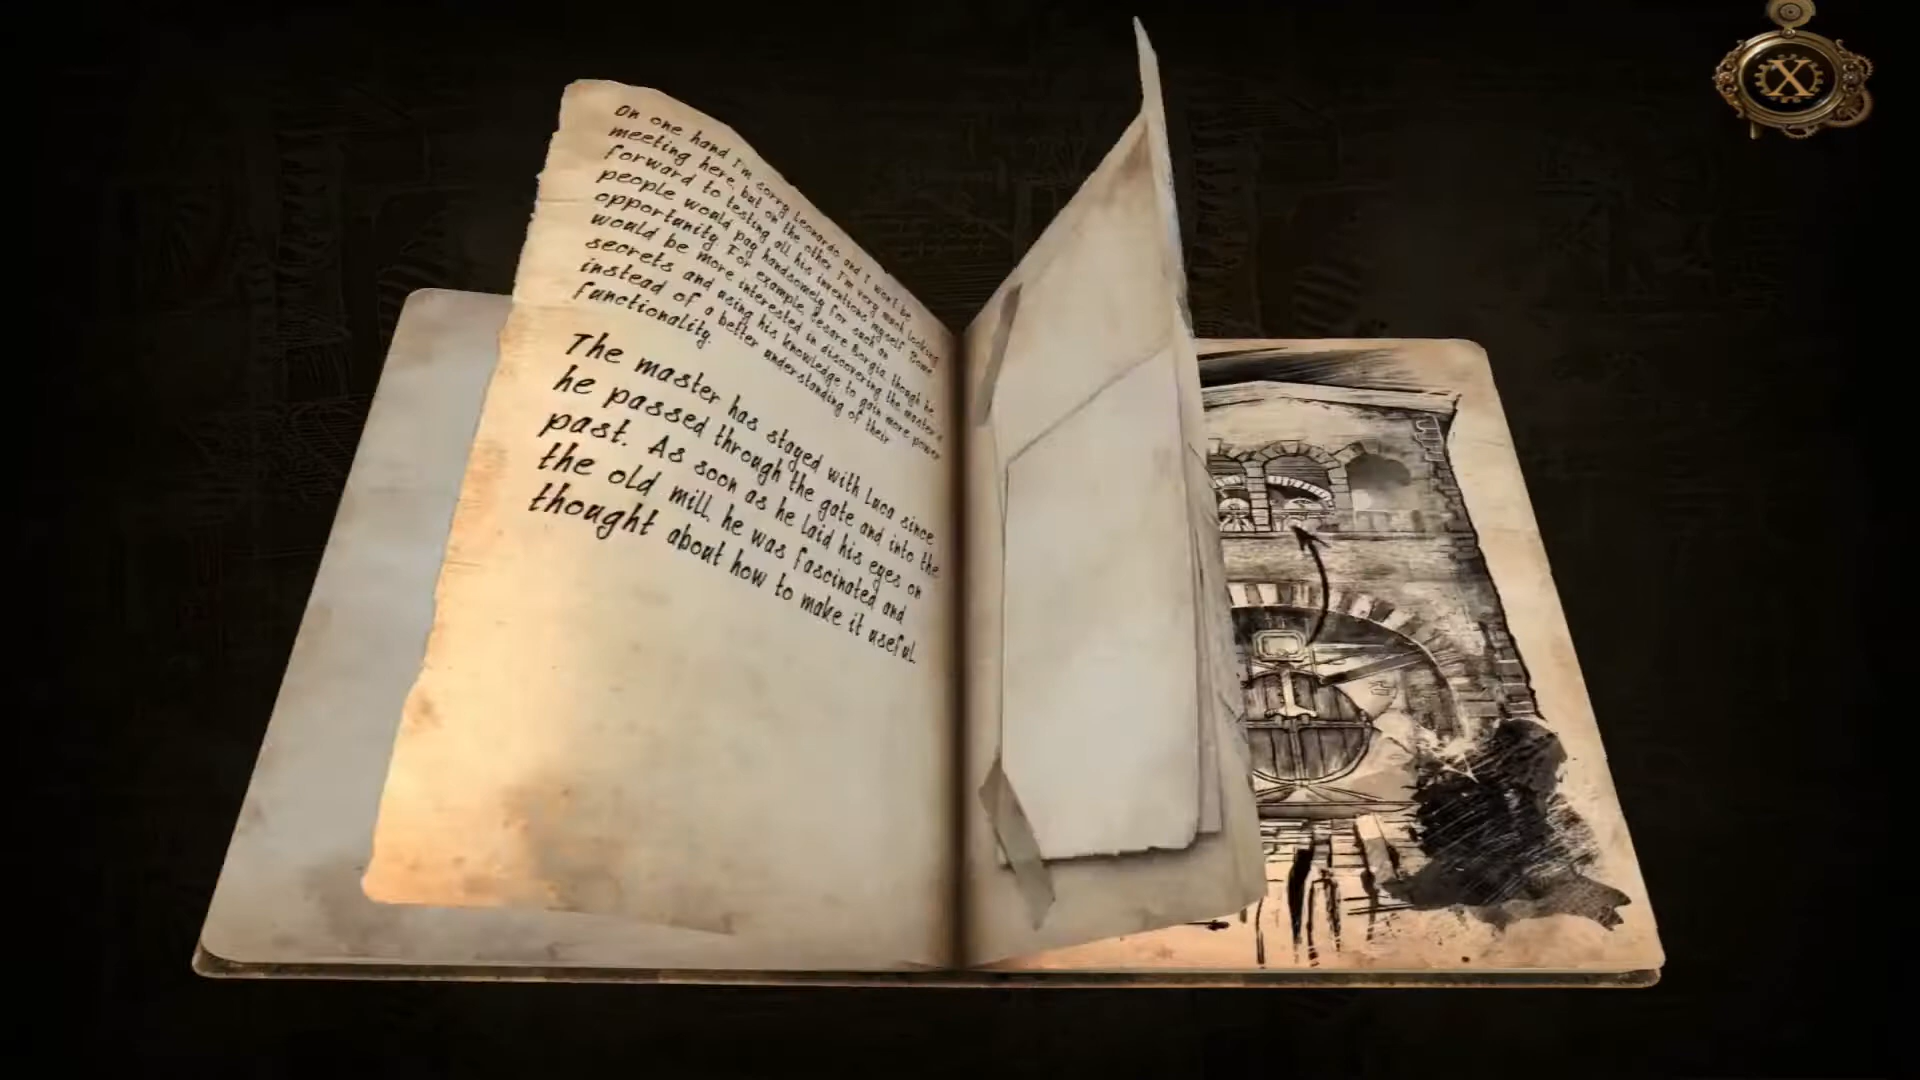 On one hand I'm sorry Leonardo and I won't be
meeting here, but on the other I'm very much looking
forward to testing all his inventions myself. Some
people would pay handsomely for such an
opportunity. For example, Cesare Borgia, though he
would be more interested in discovering the master's
secrets and using his knowledge to gain more power
instead of a better understanding of their
functionality.
The master has stayed with Luca since
he passed through the gate and into the
past. As soon as he laid his eyes on
the old mill, he was fascinated and
thought about how to make it useful.
X